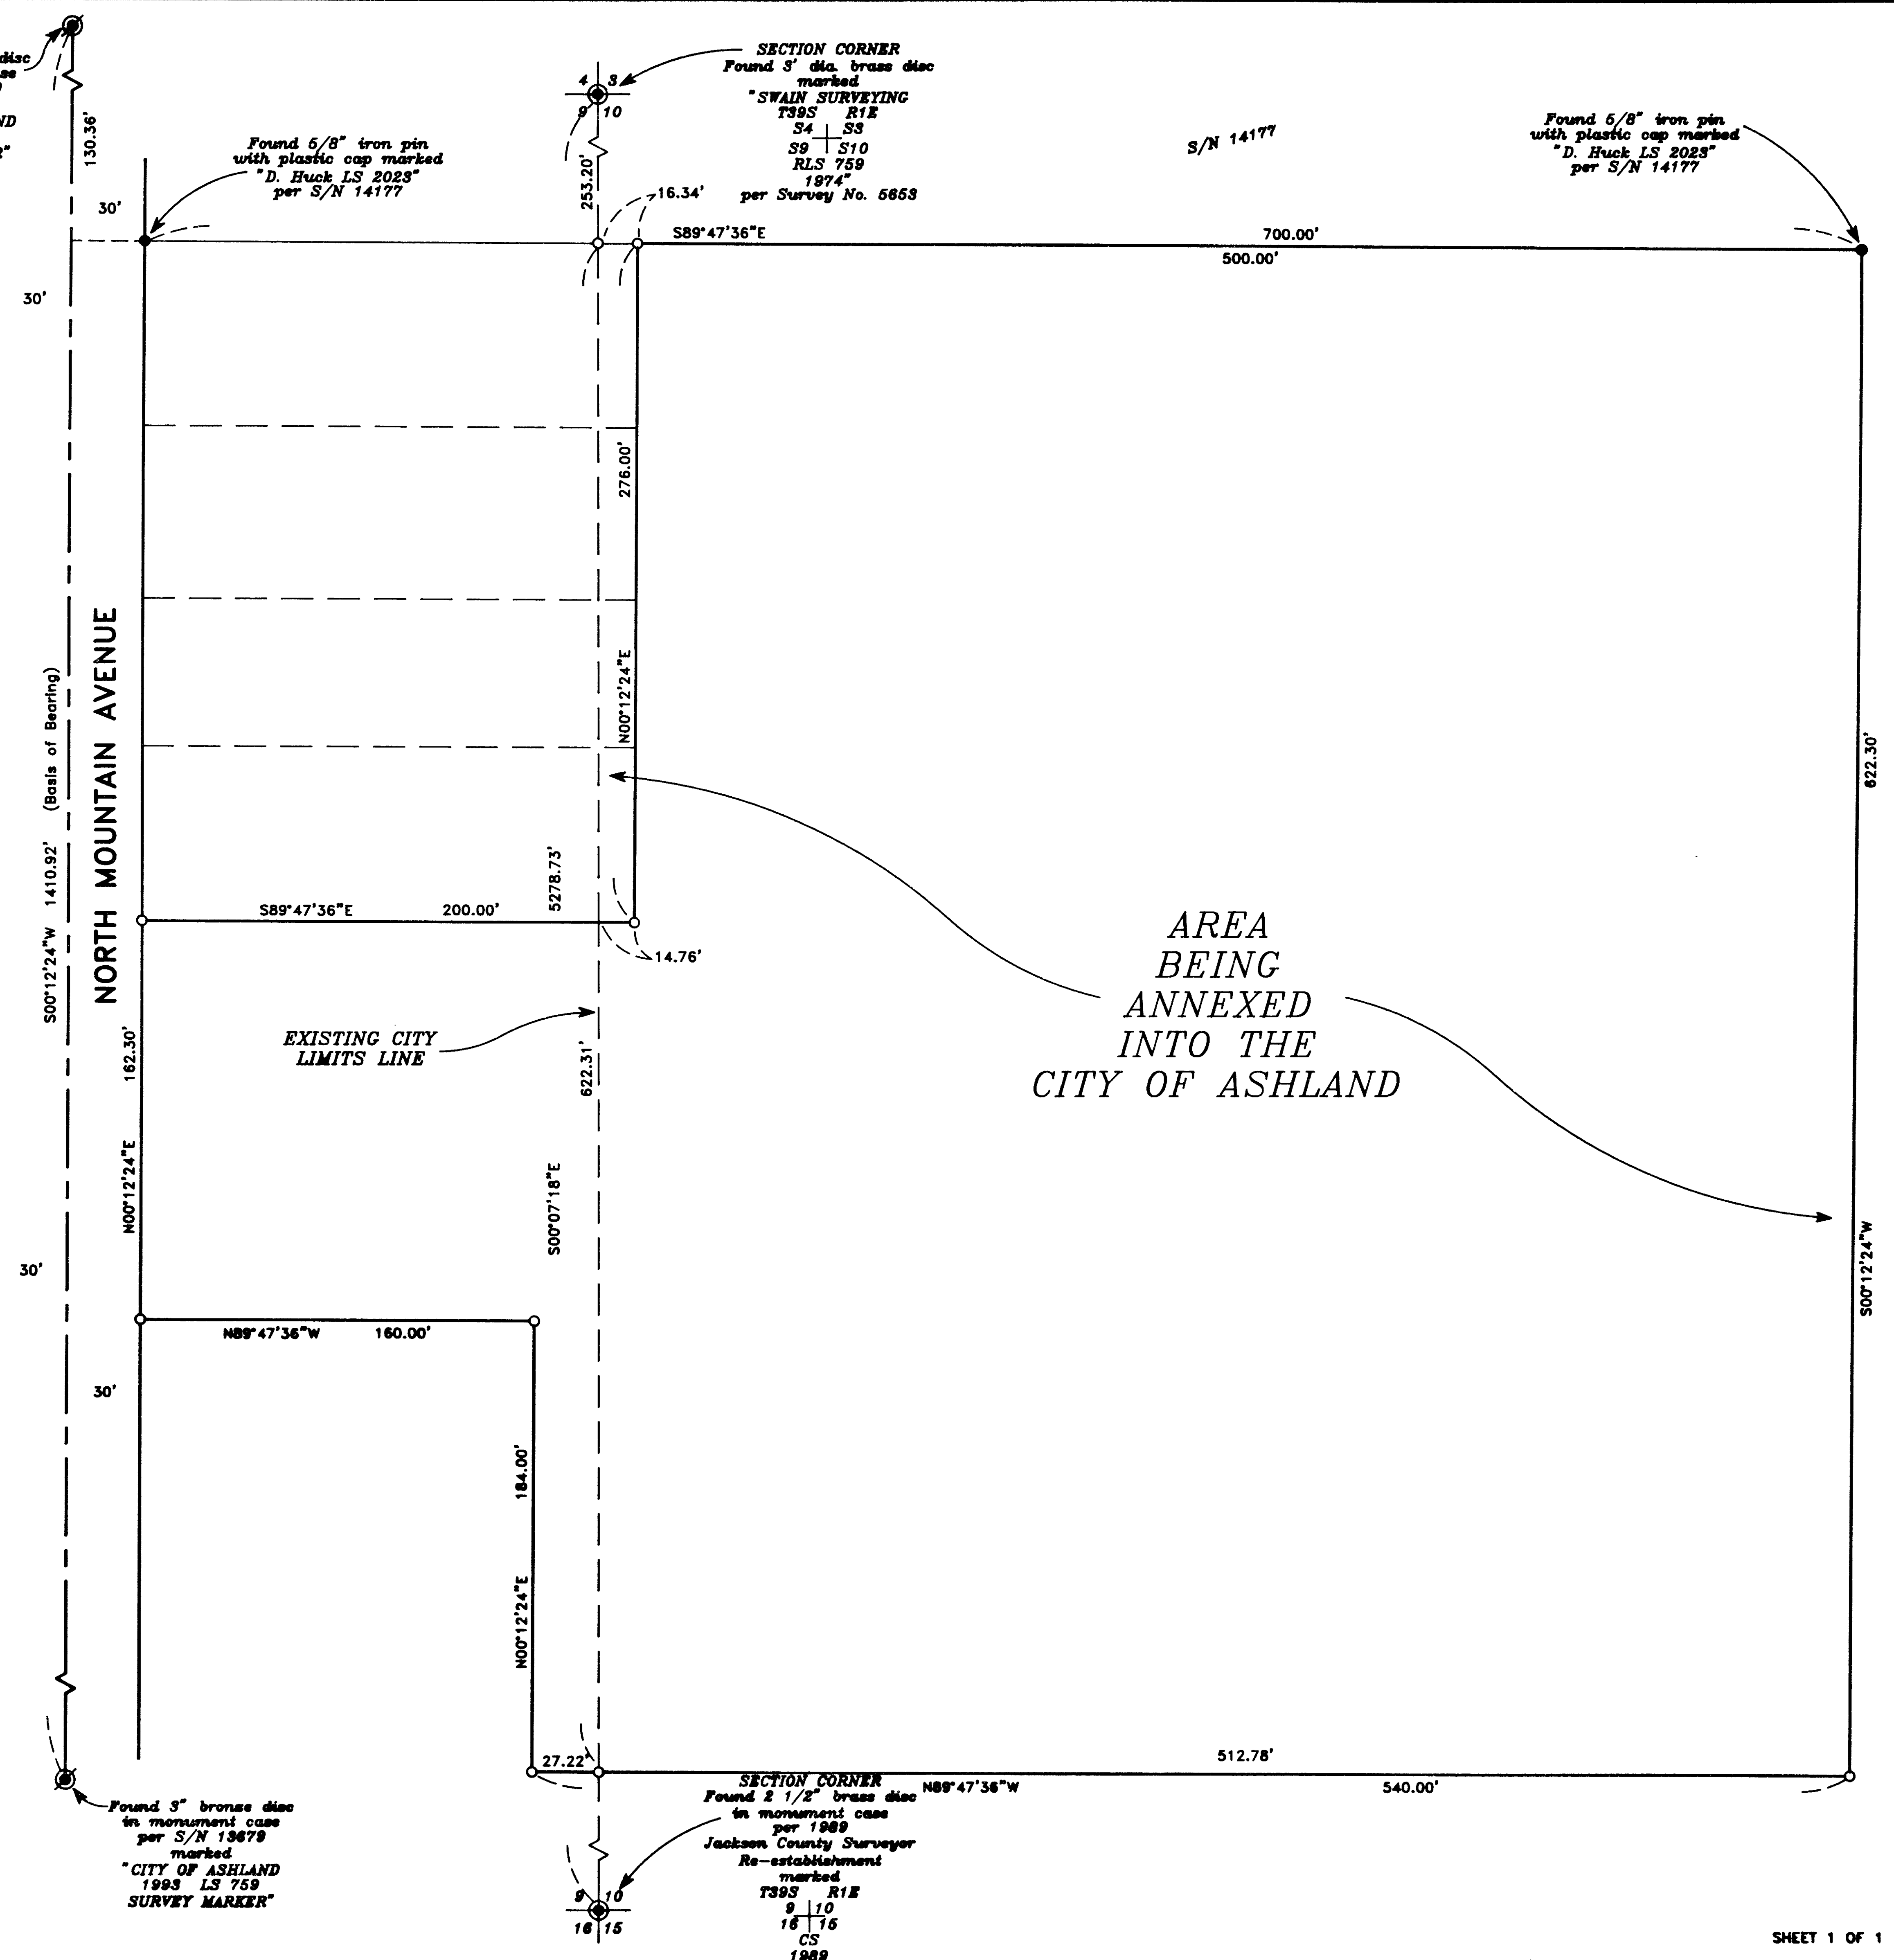 disc
130.36'
30'
30'
Found 5/8" iron pin
with plastic cap marked
"D. Huck LS 2023"
per S/N 14177
4 3
9 10
253.20'
SECTION CORNER
Found 3' dia. brass disc
marked
"SWAIN SURVEYING
T39S R1E
S4 S3
S9 S10
RLS 759
1974"
per Survey No. 5653
16.34'
S/N 14177
Found 5/8" iron pin
with plastic cap marked
"D. Huck LS 2023"
per S/N 14177
S89°47'36"E
700.00'
500.00'
276.00'
N00°12'24"E
NORTH MOUNTAIN AVENUE
S00°12'24"W 1410.92' (Basis of Bearing)
622.30'
S00°12'24"W
S89°47'36"E 200.00'
5278.73'
14.76'
AREA
BEING
ANNEXED
INTO THE
CITY OF ASHLAND
EXISTING CITY
LIMITS LINE
162.30'
N00°12'24"E
622.31'
S00°07'18"E
30'
N89°47'36"W 160.00'
30'
184.00'
N00°12'24"E
27.22'
512.78'
N89°47'36"W
540.00'
Found 3" bronze disc
in monument case
per S/N 13679
marked
"CITY OF ASHLAND
1993 LS 759
SURVEY MARKER"
SECTION CORNER
Found 2 1/2" brass disc
in monument case
per 1989
Jackson County Surveyor
Re-establishment
marked
T39S R1E
9 10
16 15
CS
1989
9 10
16 15
SHEET 1 OF 1